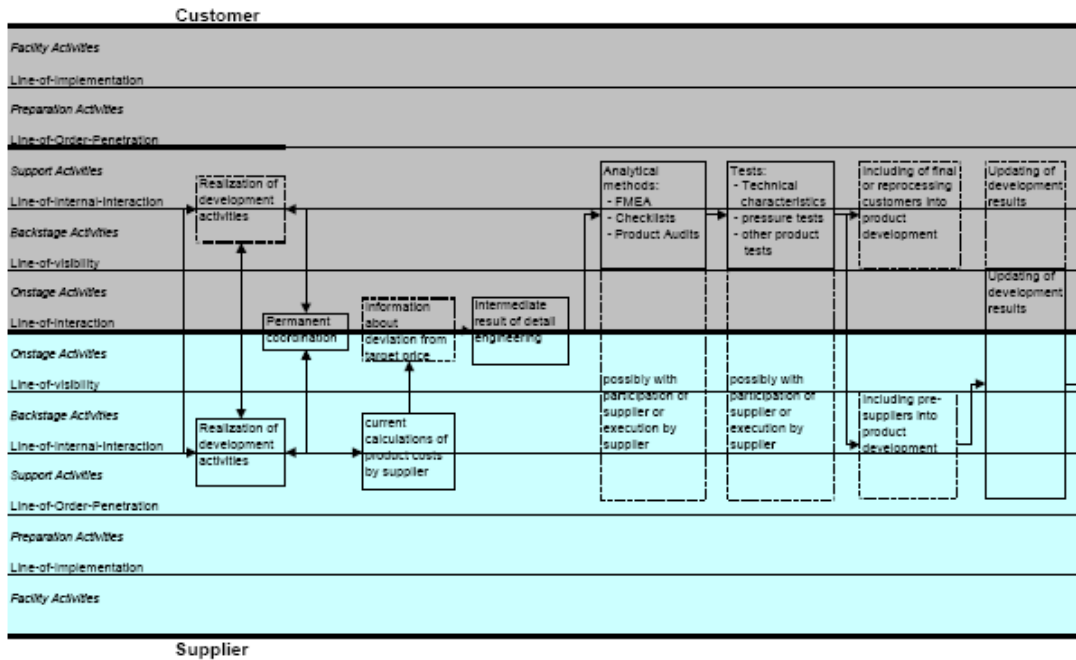 Customer
Facility Activities
Line-of-Implementation
Preparation Activities
Line-of-Order-Penetration
Support Activities
Line-of-Internal-Interaction
Backstage Activities
Line-of-visibility
Onstage Activities
Line-of-Interaction
Onstage Activities
Line-of-visibility
Backstage Activities
Line-of-Internal-Interaction
Support Activities
Line-of-Order-Penetration
Preparation Activities
Line-of-Implementation
Facility Activities
Supplier
Realization of
development
activities
Realization of
development
activities
Permanent
coordination
Information
about
deviation from
target price
current
calculations of
product costs
by supplier
Intermediate
result of detail
engineering
Analytical
methods:
- FMEA
- Checklists
- Product Audits
possibly with
participation of
supplier or
execution by
supplier
Tests:
- Technical
characteristics
- pressure tests
- other product
tests
possibly with
participation of
supplier or
execution by
supplier
Including of final
or reprocessing
customers into
product
development
Including pre-
suppliers into
product
development
Updating of
development
results
Updating of
development
results